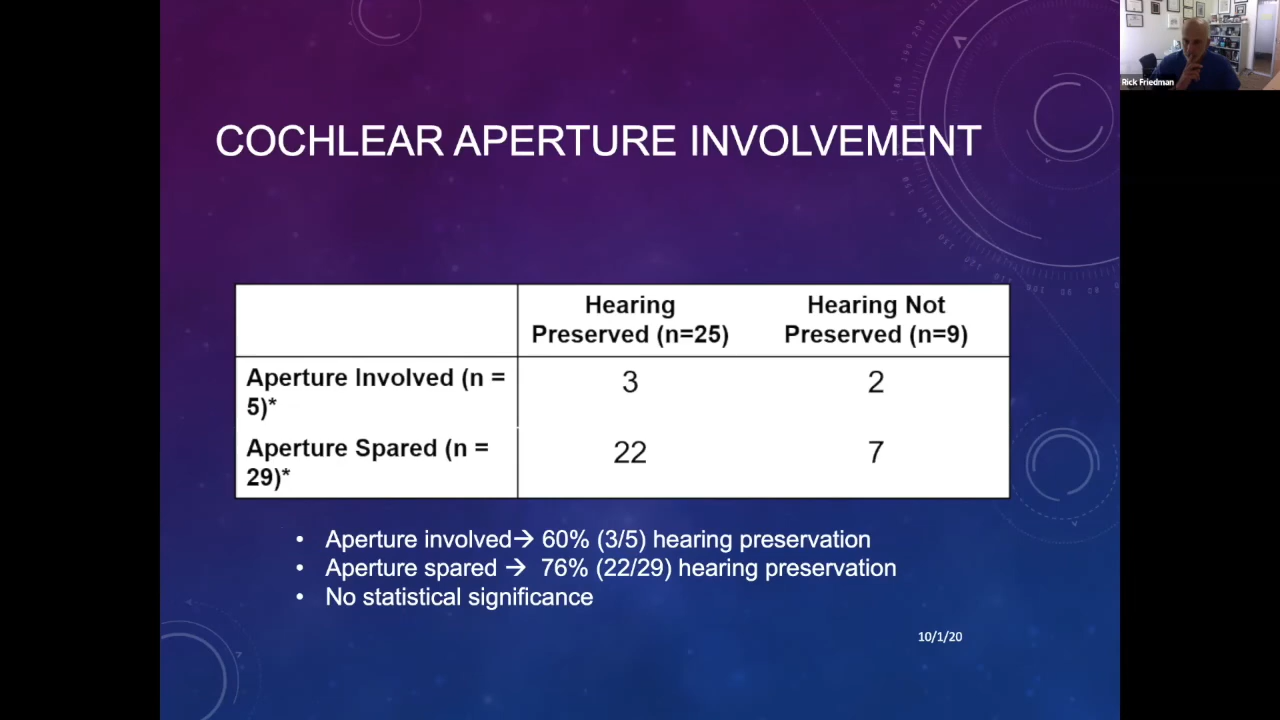 Rick Friedman
COCHLEAR APERTURE INVOLVEMENT
Hearing
Preserved (n=25)
Hearing Not
Preserved (n=9)
Aperture Involved (n =
5)*
3
2
Aperture Spared (n =
29)*
22
7
• Aperture involved→ 60% (3/5) hearing preservation
• Aperture spared → 76% (22/29) hearing preservation
• No statistical significance
10/1/20